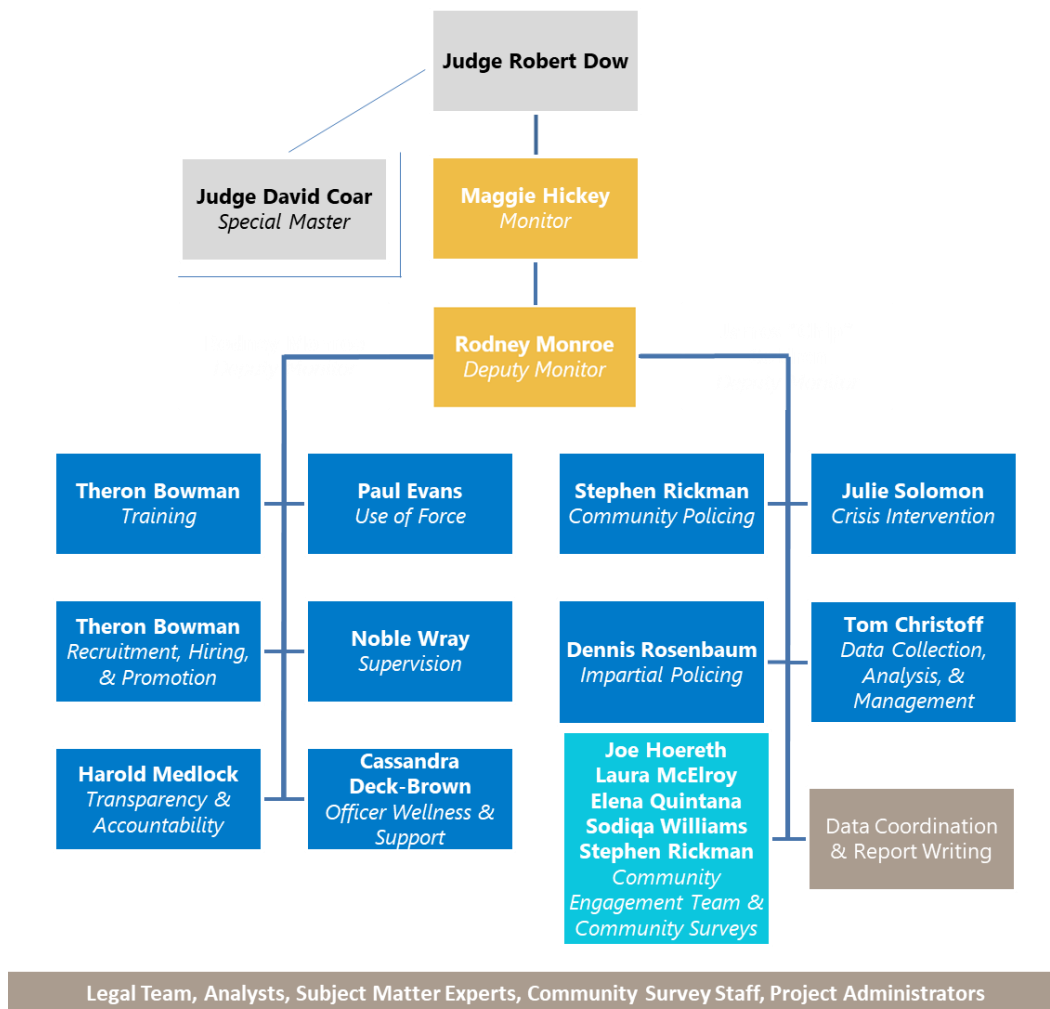 Judge Robert Dow
Judge David Coar
Special Master
Maggie Hickey
Monitor
Rodney Monroe
Deputy Monitor
Theron Bowman
Training
Paul Evans
Use of Force
Stephen Rickman
Community Policing
Julie Solomon
Crisis Intervention
Theron Bowman
Recruitment, Hiring,
& Promotion
Noble Wray
Supervision
Dennis Rosenbaum
Impartial Policing
Tom Christoff
Data Collection,
Analysis, &
Management
Harold Medlock
Transparency &
Accountability
Cassandra
Deck-Brown
Officer Wellness &
Support
Joe Hoereth
Laura McElroy
Elena Quintana
Sodiqa Williams
Stephen Rickman
Community
Engagement Team &
Community Surveys
Data Coordination
& Report Writing
Legal Team, Analysts, Subject Matter Experts, Community Survey Staff, Project Administrators